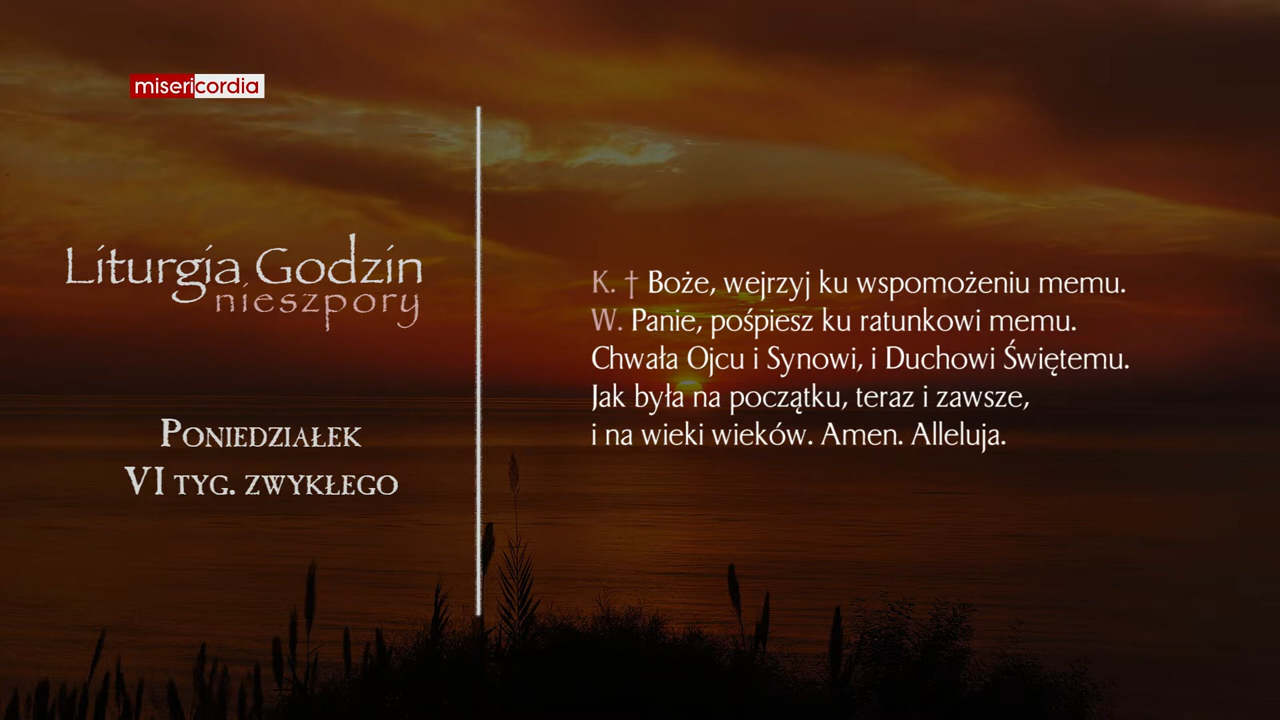 misericordia
Liturgia Godzin
nieszpory
Poniedziałek
VI tyg. zwykłego
K. † Boże, wejrzyj ku wspomożeniu memu.
W. Panie, pośpiesz ku ratunkowi memu.
Chwała Ojcu i Synowi, i Duchowi Świętemu.
Jak była na początku, teraz i zawsze,
i na wieki wieków. Amen. Alleluja.